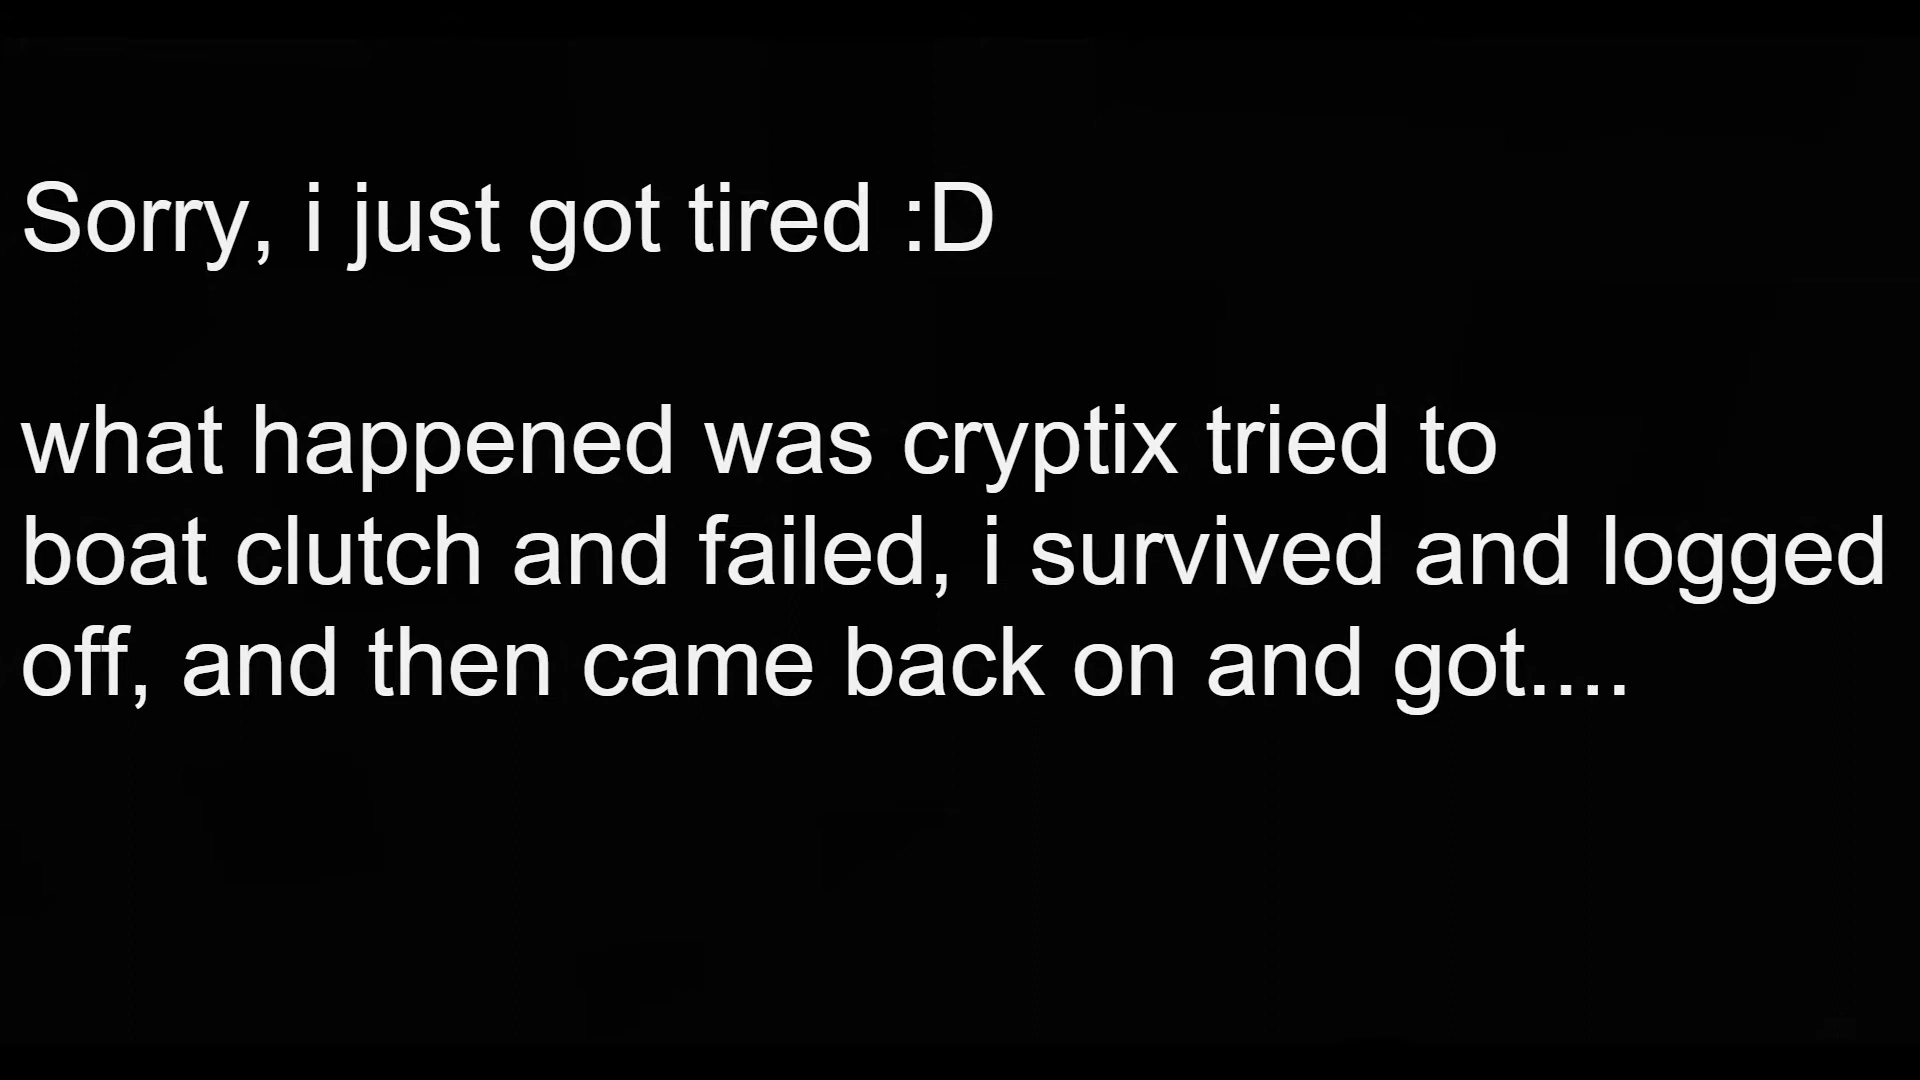 Sorry, i just got tired :D
what happened was cryptix tried to
boat clutch and failed, i survived and logged
off, and then came back on and got....